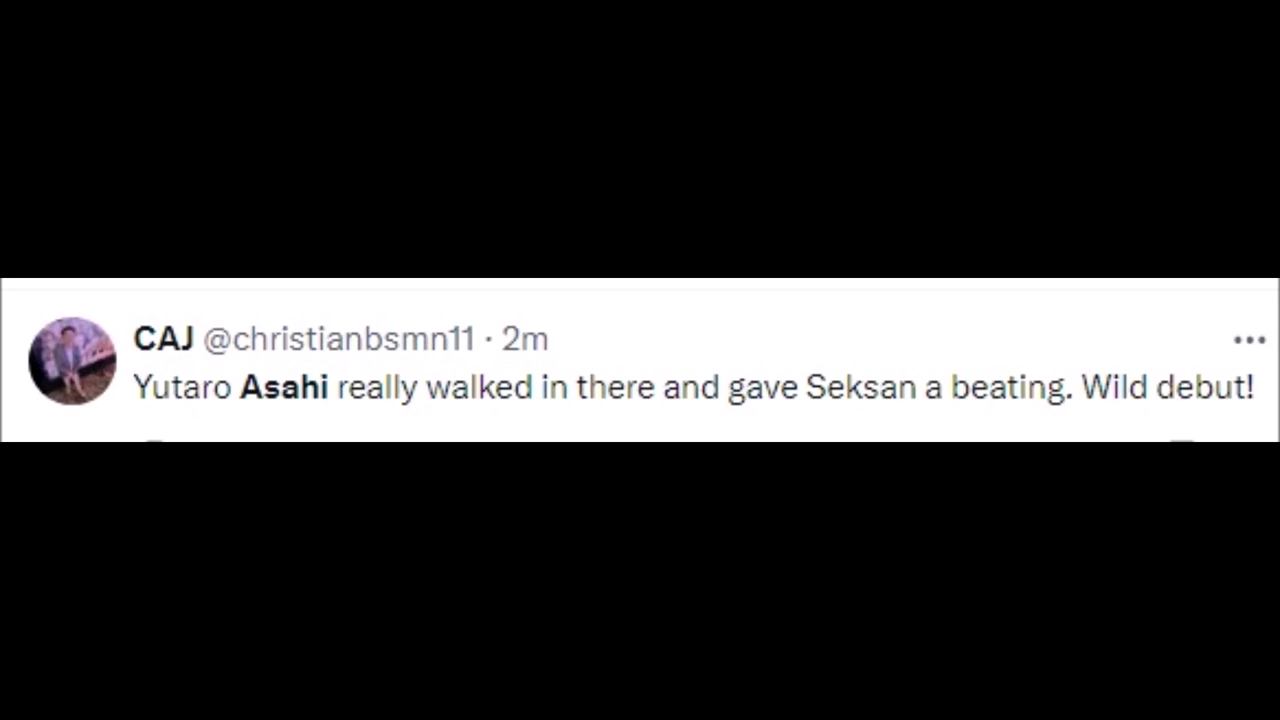 CAJ @christianbsmn11 · 2m
Yutaro Asahi really walked in there and gave Seksan a beating. Wild debut!